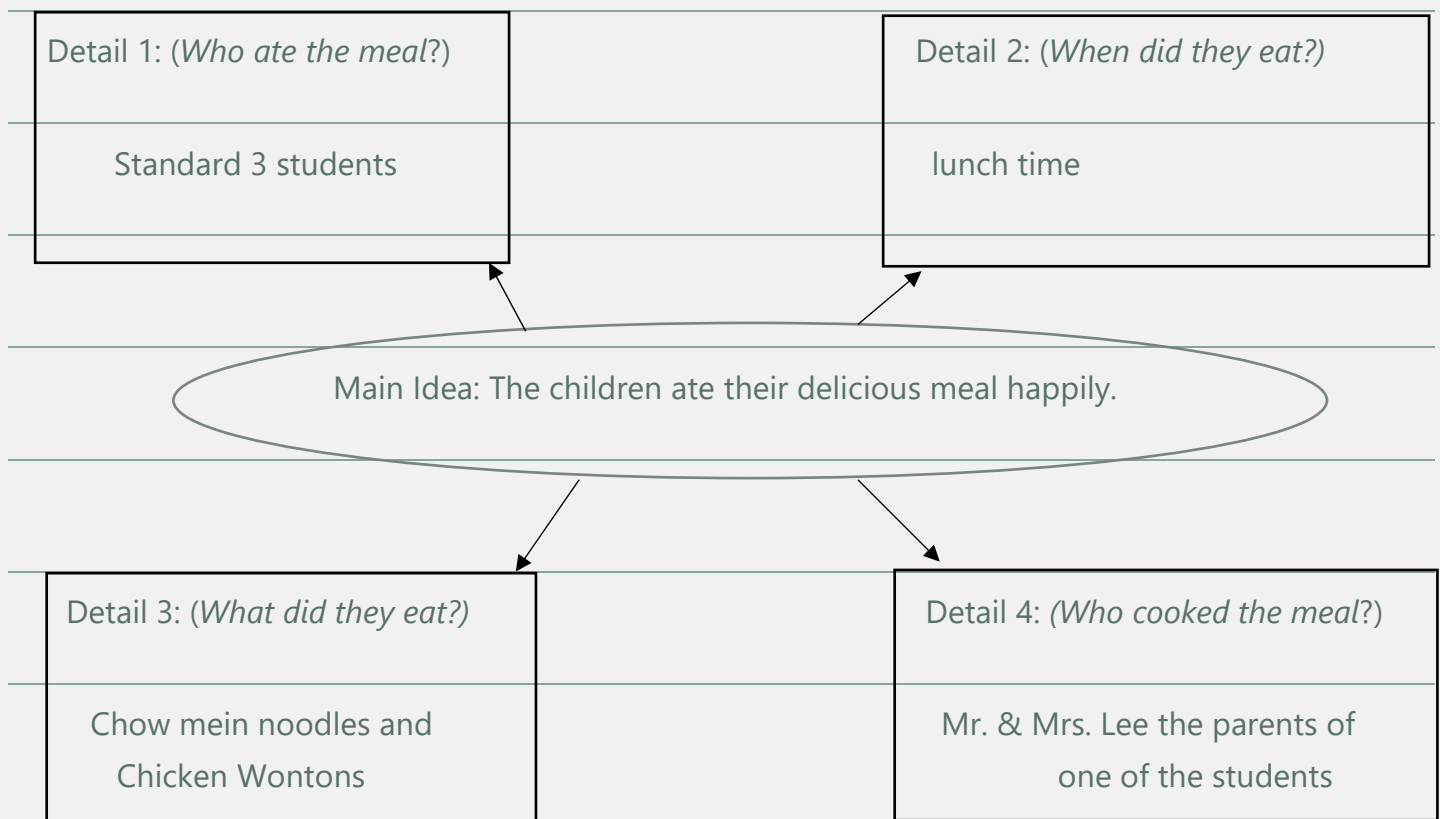 Detail 1: (Who ate the meal?)
Standard 3 students
Detail 2: (When did they eat?)
lunch time
Main Idea: The children ate their delicious meal happily.
Detail 3: (What did they eat?)
Chow mein noodles and
Chicken Wontons
Detail 4: (Who cooked the meal?)
Mr. & Mrs. Lee the parents of
one of the students